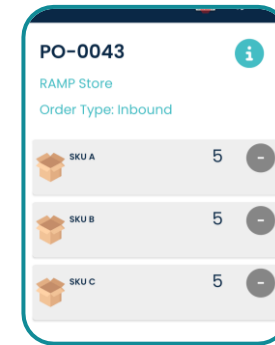 PO-0043
i
RAMP Store
Order Type: Inbound
SKU A 5 -
SKU B 5 -
SKU C 5 -